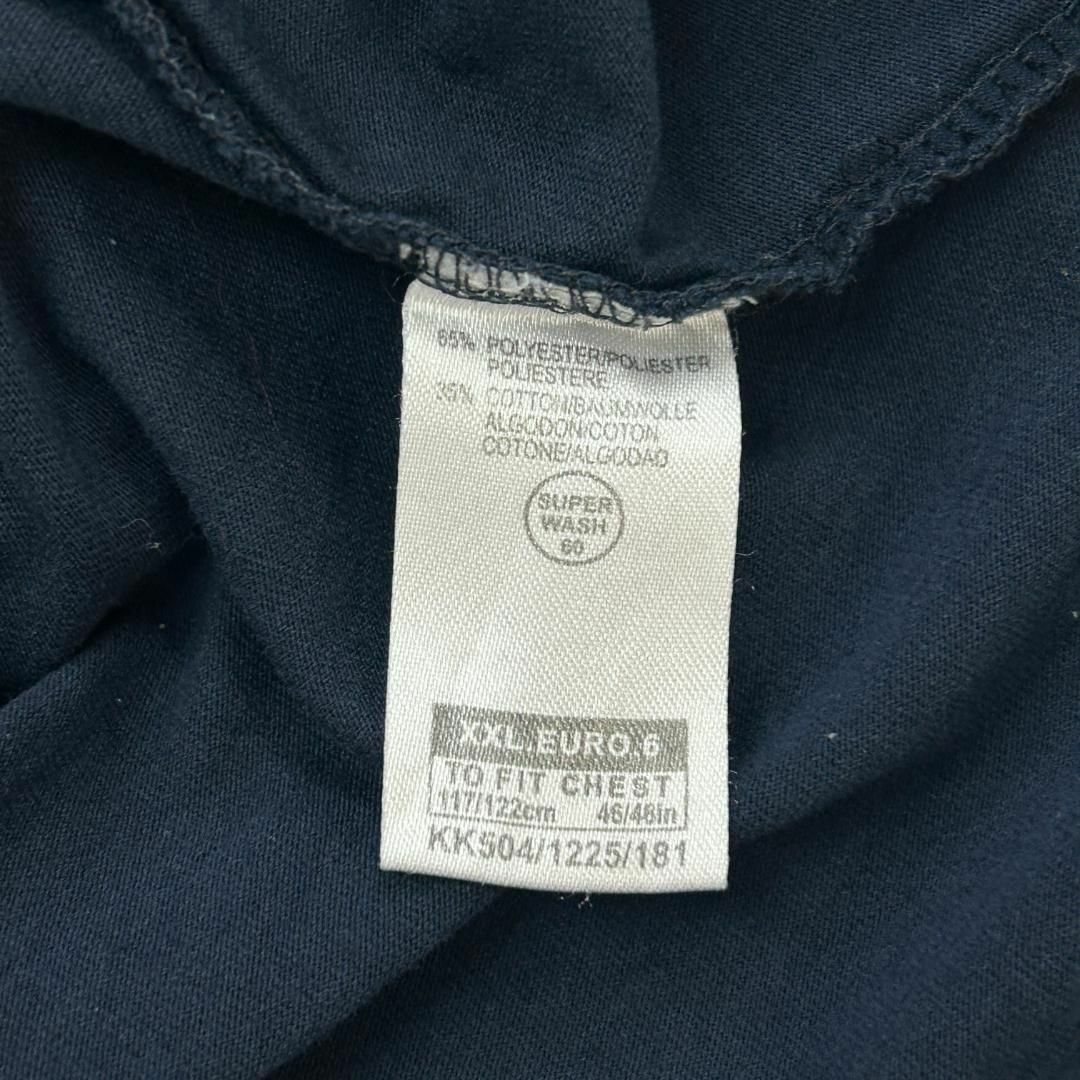 65% POLYESTER/POLIESTER
POLIESTERE
35% COTTON/BAUMWOLLE
ALGODON/COTON
COTONE/ALGODAO
SUPER
WASH
60
XXL.EURO.6
TO FIT CHEST
117/122cm 46/48in
KK504/1225/181